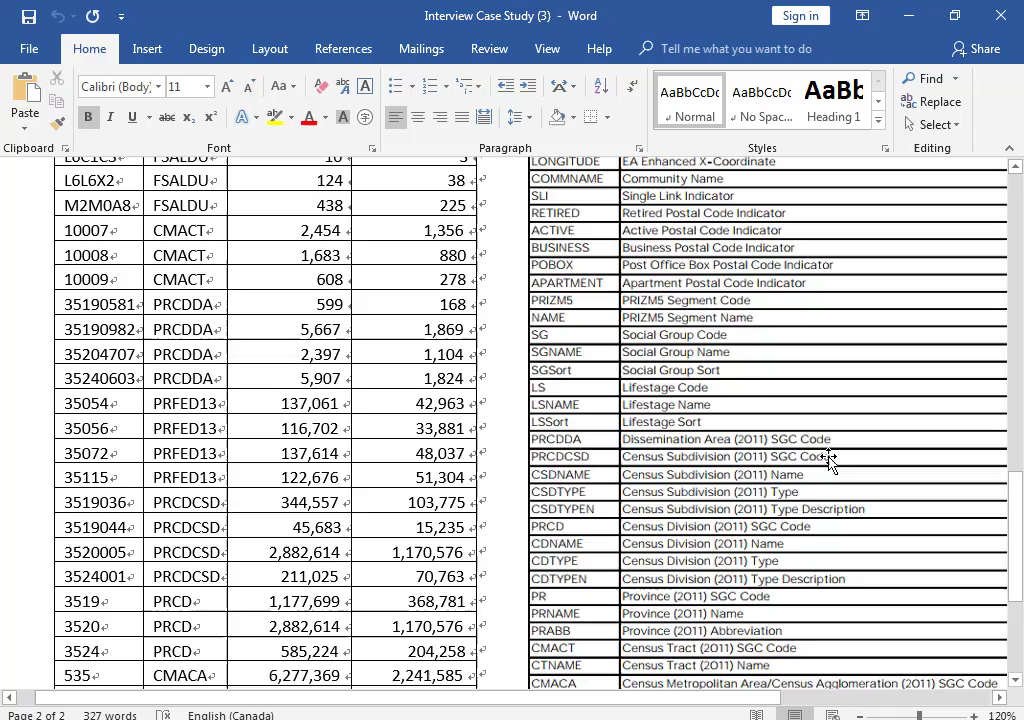 Interview Case Study (3) - Word
Sign in
File Home Insert Design Layout References Mailings Review View Help Tell me what you want to do Share
Paste
Calibri (Body) 11
Aa
B I U abc x₂ x²
AaBbCcDc AaBbCcDc AaBb
Normal No Spac... Heading 1
Find
Replace
Select
Clipboard Font Paragraph Styles Editing
L6L6X2 FSALDU 124 38
M2M0A8 FSALDU 438 225
10007 CMACT 2,454 1,356
10008 CMACT 1,683 880
10009 CMACT 608 278
35190581 PRCDDA 599 168
35190982 PRCDDA 5,667 1,869
35204707 PRCDDA 2,397 1,104
35240603 PRCDDA 5,907 1,824
35054 PRFED13 137,061 42,963
35056 PRFED13 116,702 33,881
35072 PRFED13 137,614 48,037
35115 PRFED13 122,676 51,304
3519036 PRCDCSD 344,557 103,775
3519044 PRCDCSD 45,683 15,235
3520005 PRCDCSD 2,882,614 1,170,576
3524001 PRCDCSD 211,025 70,763
3519 PRCD 1,177,699 368,781
3520 PRCD 2,882,614 1,170,576
3524 PRCD 585,224 204,258
535 CMACA 6,277,369 2,241,585
LONGITUDE EA Enhanced X-Coordinate
COMMNAME Community Name
SLI Single Link Indicator
RETIRED Retired Postal Code Indicator
ACTIVE Active Postal Code Indicator
BUSINESS Business Postal Code Indicator
POBOX Post Office Box Postal Code Indicator
APARTMENT Apartment Postal Code Indicator
PRIZM5 PRIZM5 Segment Code
NAME PRIZM5 Segment Name
SG Social Group Code
SGNAME Social Group Name
SGSort Social Group Sort
LS Lifestage Code
LSNAME Lifestage Name
LSSort Lifestage Sort
PRCDDA Dissemination Area (2011) SGC Code
PRCDCSD Census Subdivision (2011) SGC Code
CSDNAME Census Subdivision (2011) Name
CSDTYPE Census Subdivision (2011) Type
CSDTYPEN Census Subdivision (2011) Type Description
PRCD Census Division (2011) SGC Code
CDNAME Census Division (2011) Name
CDTYPE Census Division (2011) Type
CDTYPEN Census Division (2011) Type Description
PR Province (2011) SGC Code
PRNAME Province (2011) Name
PRABB Province (2011) Abbreviation
CMACT Census Tract (2011) SGC Code
CTNAME Census Tract (2011) Name
CMACA Census Metropolitan Area/Census Agglomeration (2011) SGC Code
Page 2 of 2 327 words English (Canada) 120%